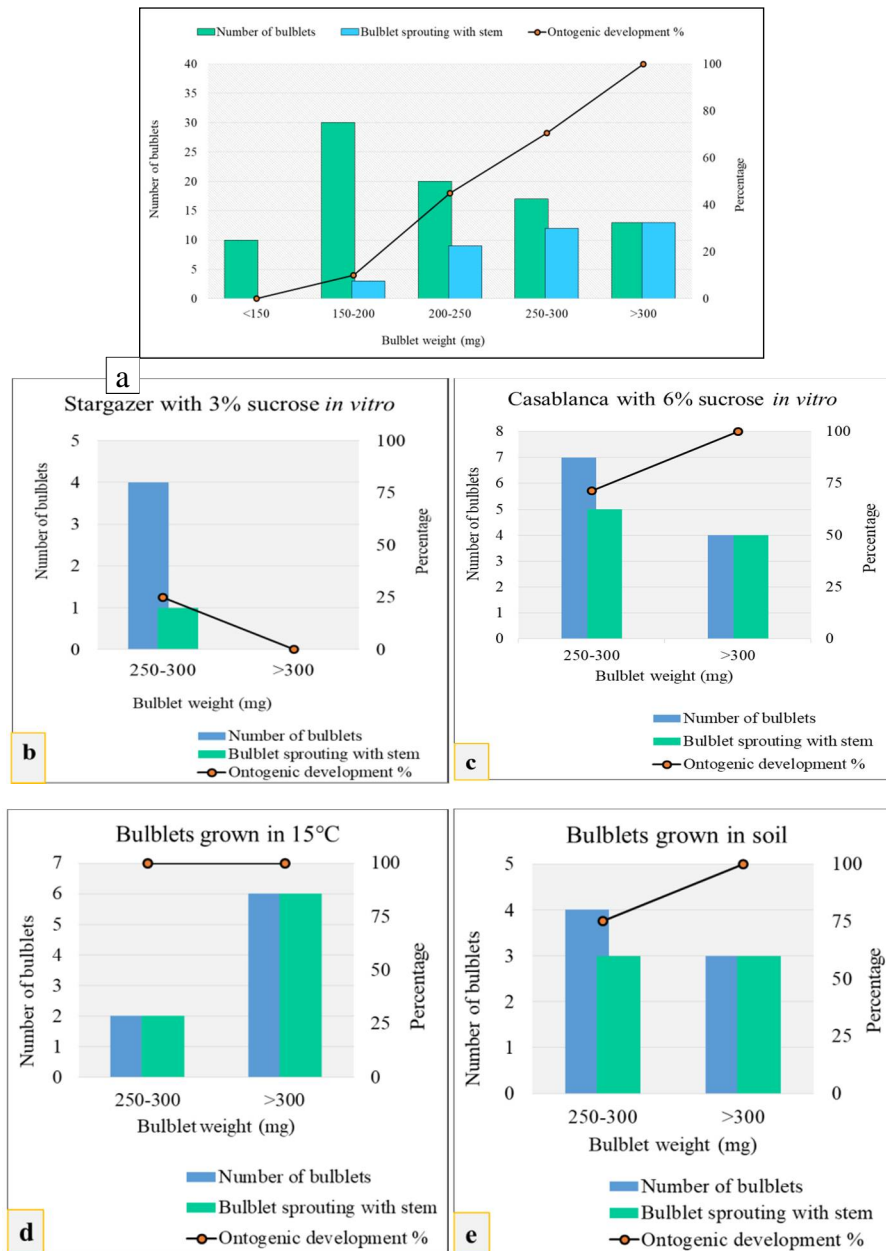 Number of bulblets Bulblet sprouting with stem Ontogenic development %
40 100
35
30 80
25 60
20
15 40
10 20
5
0 0
Number of bulblets
Percentage
<150 150-200 200-250 250-300 >300
Bulblet weight (mg)
a
Stargazer with 3% sucrose in vitro
5 100
4 75
3
50
2
1 25
0 0
Number of bulblets
Percentage
250-300 >300
Bulblet weight (mg)
Number of bulblets
Bulblet sprouting with stem
Ontogenic development %
b
Casablanca with 6% sucrose in vitro
8 100
7
6 75
5
4 50
3
2 25
1
0 0
Number of bulblets
Percentage
250-300 >300
Bulblet weight (mg)
Number of bulblets
Bulblet sprouting with stem
Ontogenic development %
c
Bulblets grown in 15°C
7 100
6
5 75
4
50
3
2 25
1
0 0
Number of bulblets
Percentage
250-300 >300
Bulblet weight (mg)
Number of bulblets
Bulblet sprouting with stem
Ontogenic development %
d
Bulblets grown in soil
5 100
4 75
3
50
2
1 25
0 0
Number of bulblets
Percentage
250-300 >300
Bulblet weight (mg)
Number of bulblets
Bulblet sprouting with stem
Ontogenic development %
e